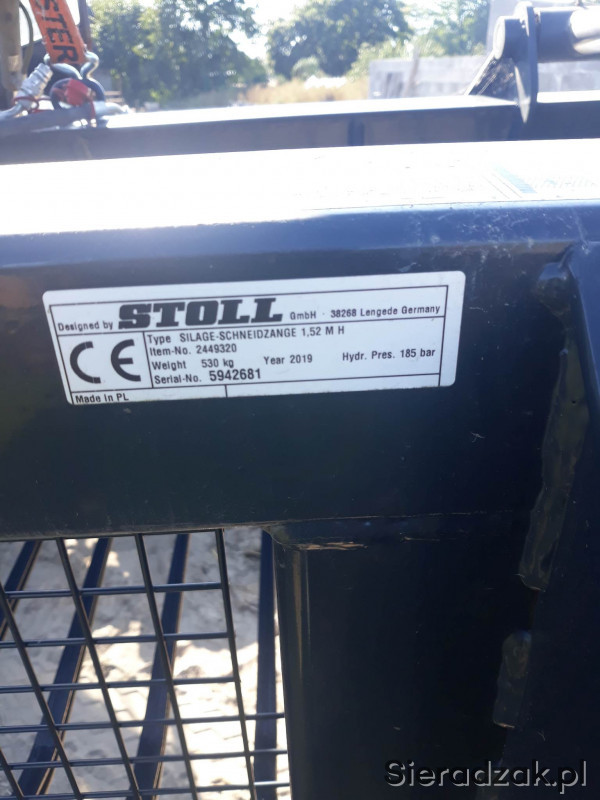 STER
Designed by STOLL GmbH · 38268 Lengede Germany
CE
Type SILAGE-SCHNEIDZANGE 1,52 M H
Item-No. 2449320
Weight 530 kg Year 2019 Hydr. Pres. 185 bar
Serial-No. 5942681
Made in PL
Sieradzak.pl